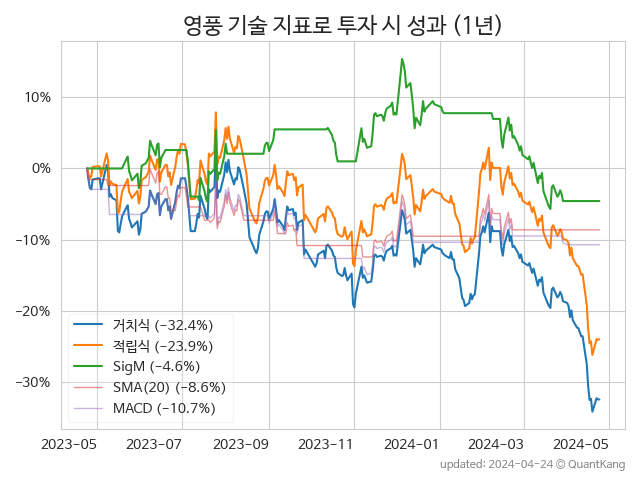 영풍 기술 지표로 투자 시 성과 (1년)
10%
0%
−10%
−20%
−30%
거치식 (−32.4%)
적립식 (−23.9%)
SigM (−4.6%)
SMA(20) (−8.6%)
MACD (−10.7%)
2023−05 2023−07 2023−09 2023−11 2024−01 2024−03 2024−05
updated: 2024−04−24 © QuantKang